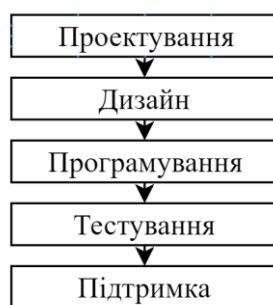 Проектування
Дизайн
Програмування
Тестування
Підтримка